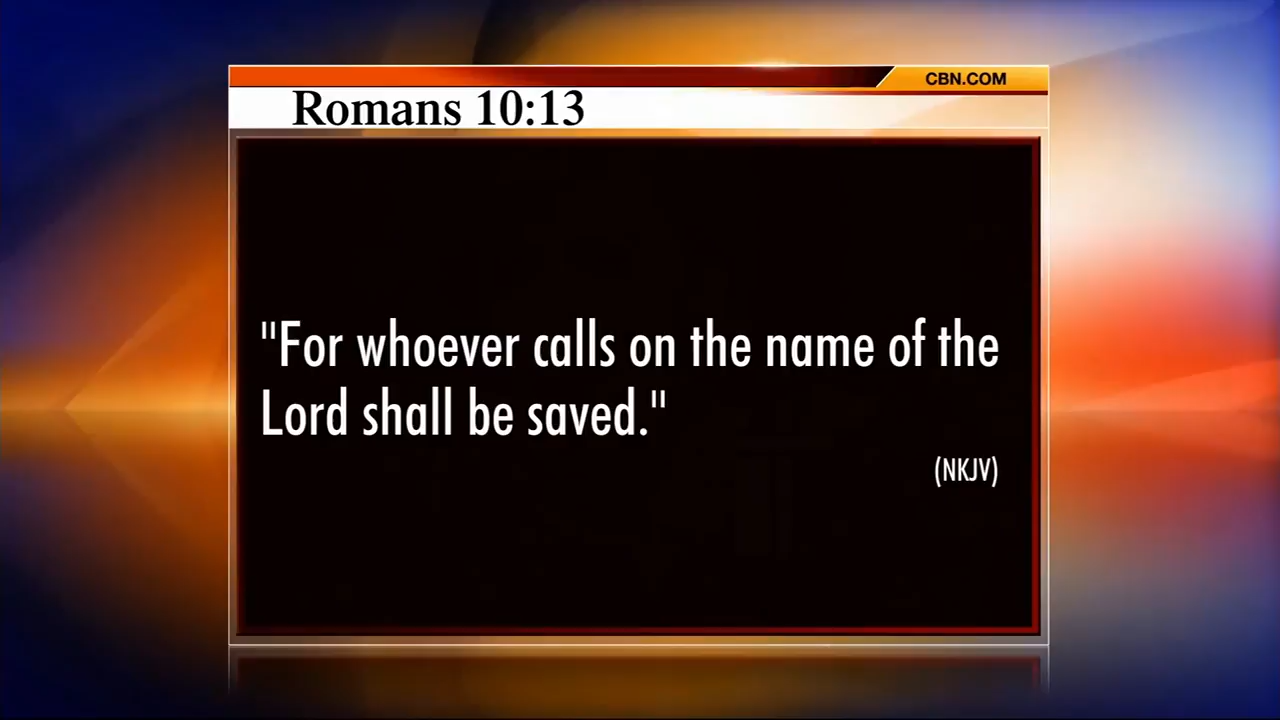 CBN.COM
Romans 10:13
"For whoever calls on the name of the
Lord shall be saved."
(NKJV)